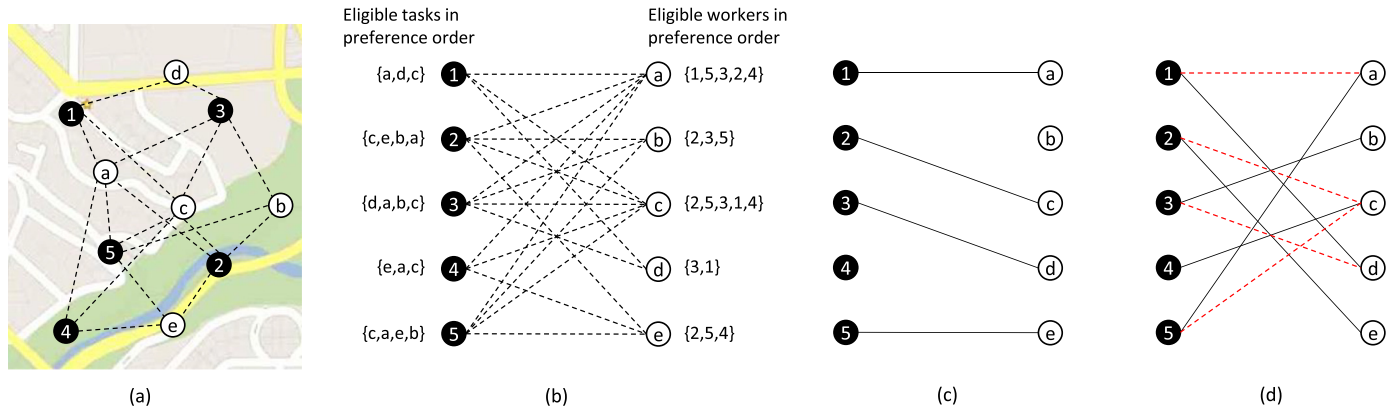 Eligible tasks in
preference order
Eligible workers in
preference order
d
1
3
a
c
b
5
2
4
e
{a,d,c} 1 a {1,5,3,2,4}
{c,e,b,a} 2 b {2,3,5}
{d,a,b,c} 3 c {2,5,3,1,4}
{e,a,c} 4 d {3,1}
{c,a,e,b} 5 e {2,5,4}
1 a
2 b
3 c
4 d
5 e
1 a
2 b
3 c
4 d
5 e
(a) (b) (c) (d)